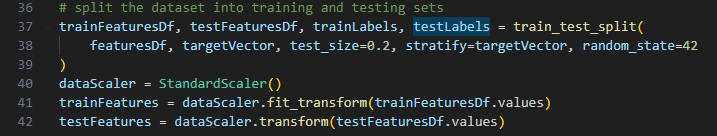 36 # split the dataset into training and testing sets
37 trainFeaturesDf, testFeaturesDf, trainLabels, testLabels = train_test_split(
38 featuresDf, targetVector, test_size=0.2, stratify=targetVector, random_state=42
39 )
40 dataScaler = StandardScaler()
41 trainFeatures = dataScaler.fit_transform(trainFeaturesDf.values)
42 testFeatures = dataScaler.transform(testFeaturesDf.values)